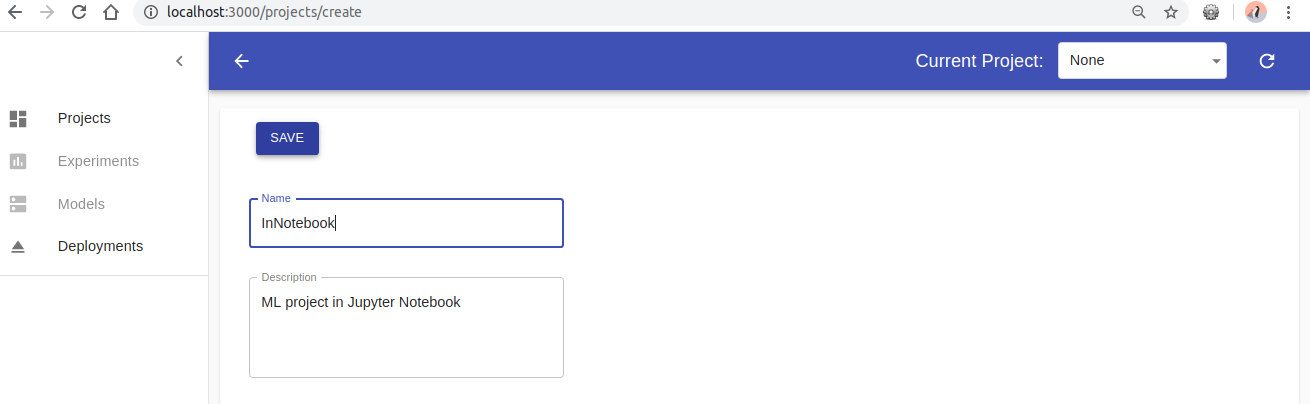 localhost:3000/projects/create
Current Project: None
Projects
Experiments
Models
Deployments
SAVE
Name
InNotebook
Description
ML project in Jupyter Notebook